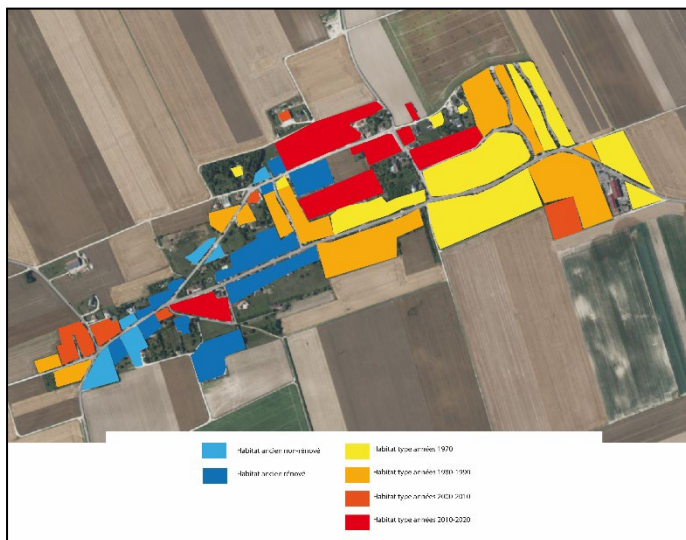 Habitat ancien non-rénové
Habitat ancien rénové
Habitat type années 1970
Habitat type années 1980-1990
Habitat type années 2000-2010
Habitat type années 2010-2020